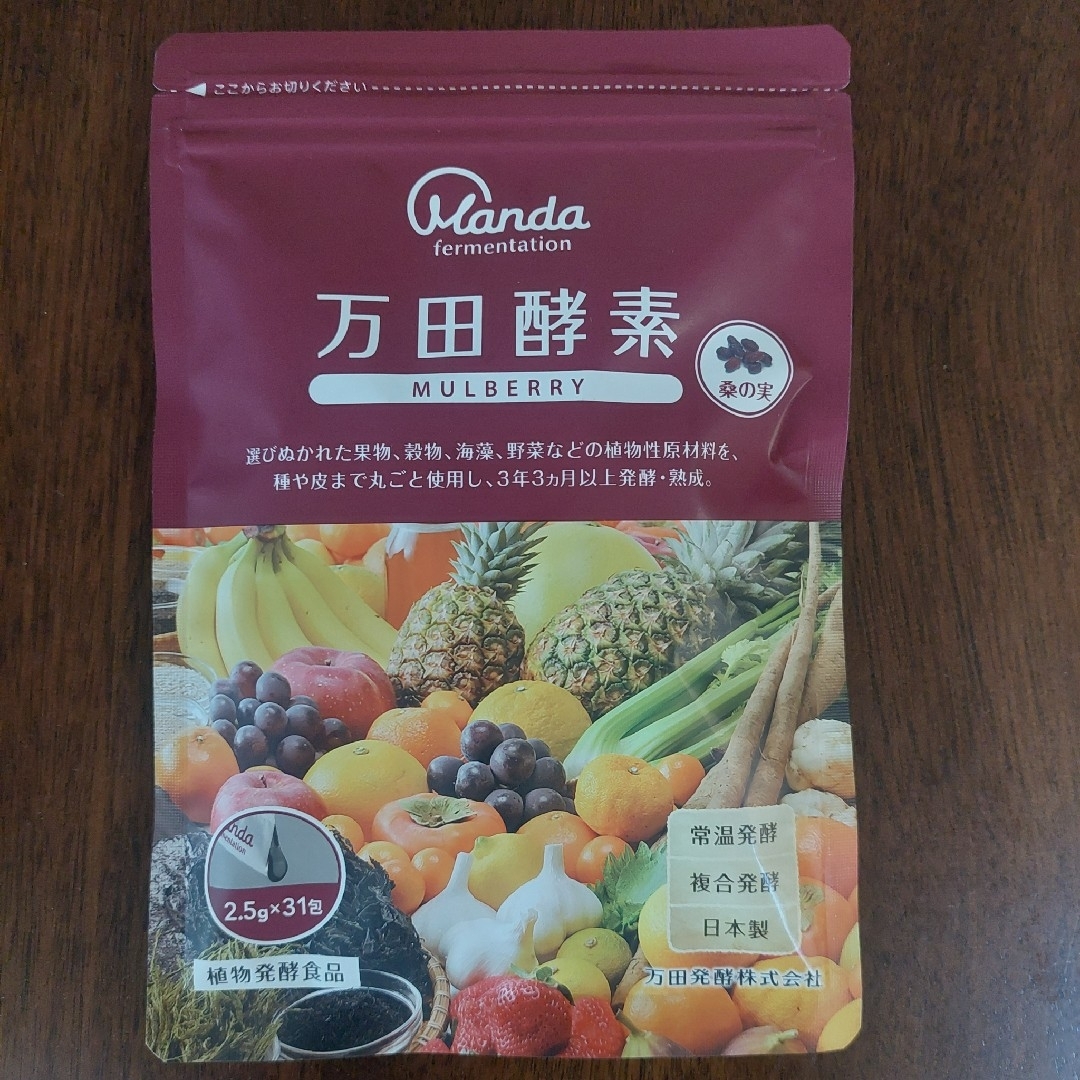 ここからお切りください
Manda
fermentation
万田酵素
MULBERRY
桑の実
選びぬかれた果物、穀物、海藻、野菜などの植物性原材料を、
種や皮まで丸ごと使用し、3年3ヵ月以上発酵・熟成。
anda
mentation
2.5g×31包
植物発酵食品
常温発酵
複合発酵
日本製
万田発酵株式会社